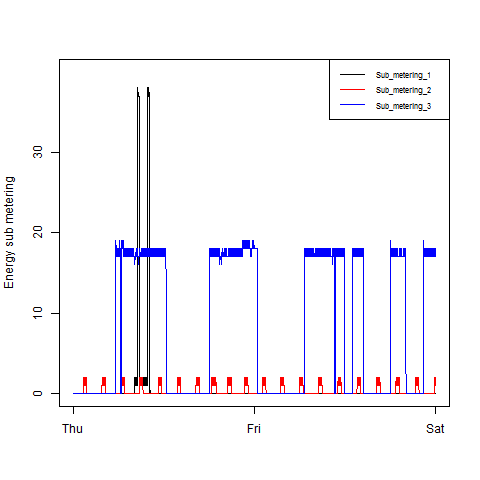 Sub_metering_1
Sub_metering_2
Sub_metering_3
Energy sub metering
30
20
10
0
Thu Fri Sat